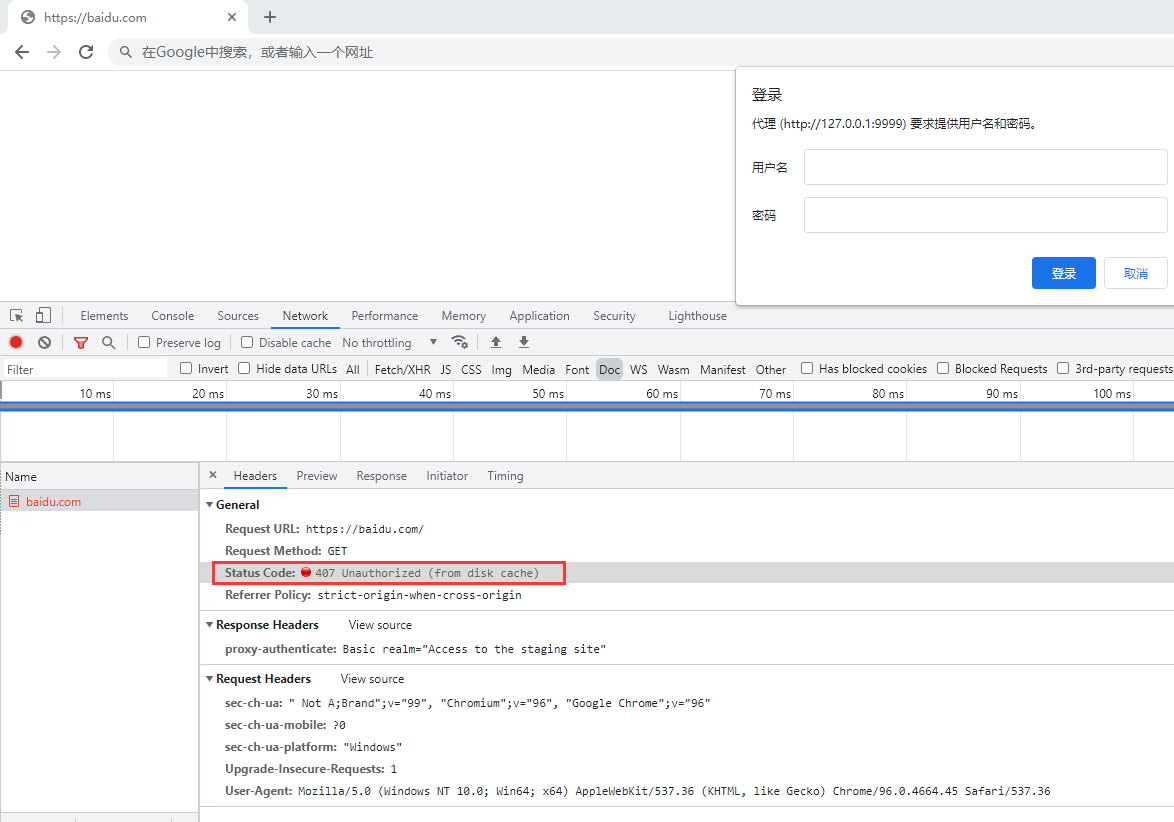 https://baidu.com
在Google中搜索，或者输入一个网址
登录
代理 (http://127.0.0.1:9999) 要求提供用户名和密码。
用户名
密码
登录 取消
Elements Console Sources Network Performance Memory Application Security Lighthouse
Preserve log Disable cache No throttling
Filter Invert Hide data URLs All Fetch/XHR JS CSS Img Media Font Doc WS Wasm Manifest Other Has blocked cookies Blocked Requests 3rd-party requests
10 ms 20 ms 30 ms 40 ms 50 ms 60 ms 70 ms 80 ms 90 ms 100 ms
Name
baidu.com
Headers Preview Response Initiator Timing
General
Request URL: https://baidu.com/
Request Method: GET
Status Code: 407 Unauthorized (from disk cache)
Referrer Policy: strict-origin-when-cross-origin
Response Headers View source
proxy-authenticate: Basic realm="Access to the staging site"
Request Headers View source
sec-ch-ua: " Not A;Brand";v="99", "Chromium";v="96", "Google Chrome";v="96"
sec-ch-ua-mobile: ?0
sec-ch-ua-platform: "Windows"
Upgrade-Insecure-Requests: 1
User-Agent: Mozilla/5.0 (Windows NT 10.0; Win64; x64) AppleWebKit/537.36 (KHTML, like Gecko) Chrome/96.0.4664.45 Safari/537.36